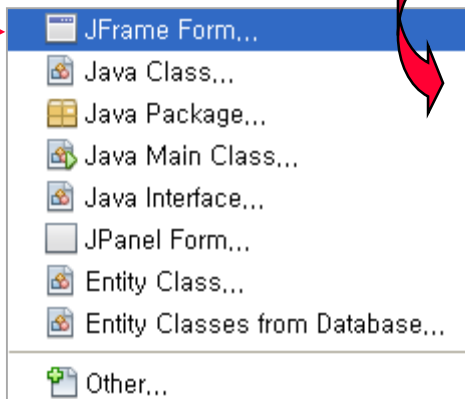 JFrame Form...
Java Class...
Java Package...
Java Main Class...
Java Interface...
JPanel Form...
Entity Class...
Entity Classes from Database...
Other...